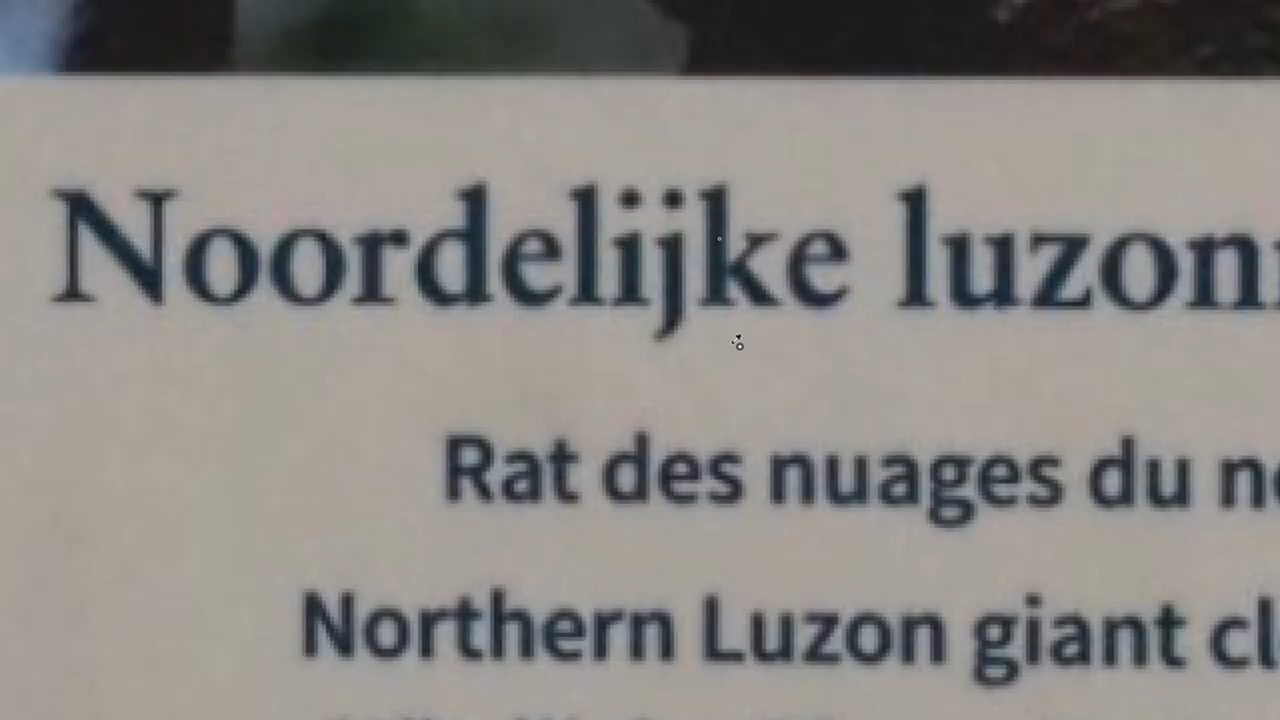 Noordelijke luzon
Rat des nuages du n
Northern Luzon giant cl